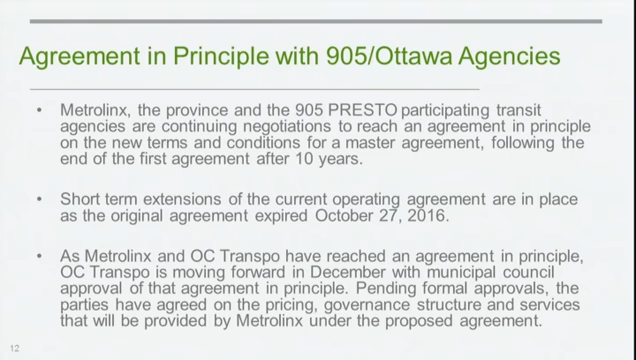 Agreement in Principle with 905/Ottawa Agencies
• Metrolinx, the province and the 905 PRESTO participating transit
agencies are continuing negotiations to reach an agreement in principle
on the new terms and conditions for a master agreement, following the
end of the first agreement after 10 years.
• Short term extensions of the current operating agreement are in place
as the original agreement expired October 27, 2016.
• As Metrolinx and OC Transpo have reached an agreement in principle,
OC Transpo is moving forward in December with municipal council
approval of that agreement in principle. Pending formal approvals, the
parties have agreed on the pricing, governance structure and services
that will be provided by Metrolinx under the proposed agreement.
12